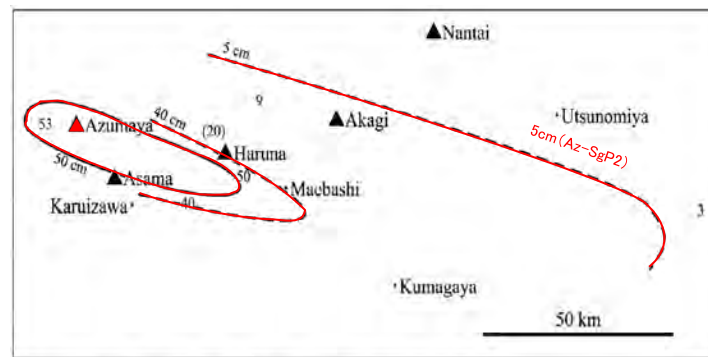 Nantai
5 cm
9
40 cm
Akagi
Utsunomiya
53
Azumaya
(20)
Haruna
5cm(Az-SgP2)
50 cm
Asama
50
Maebashi
Karuizawa
40
3
Kumagaya
50 km